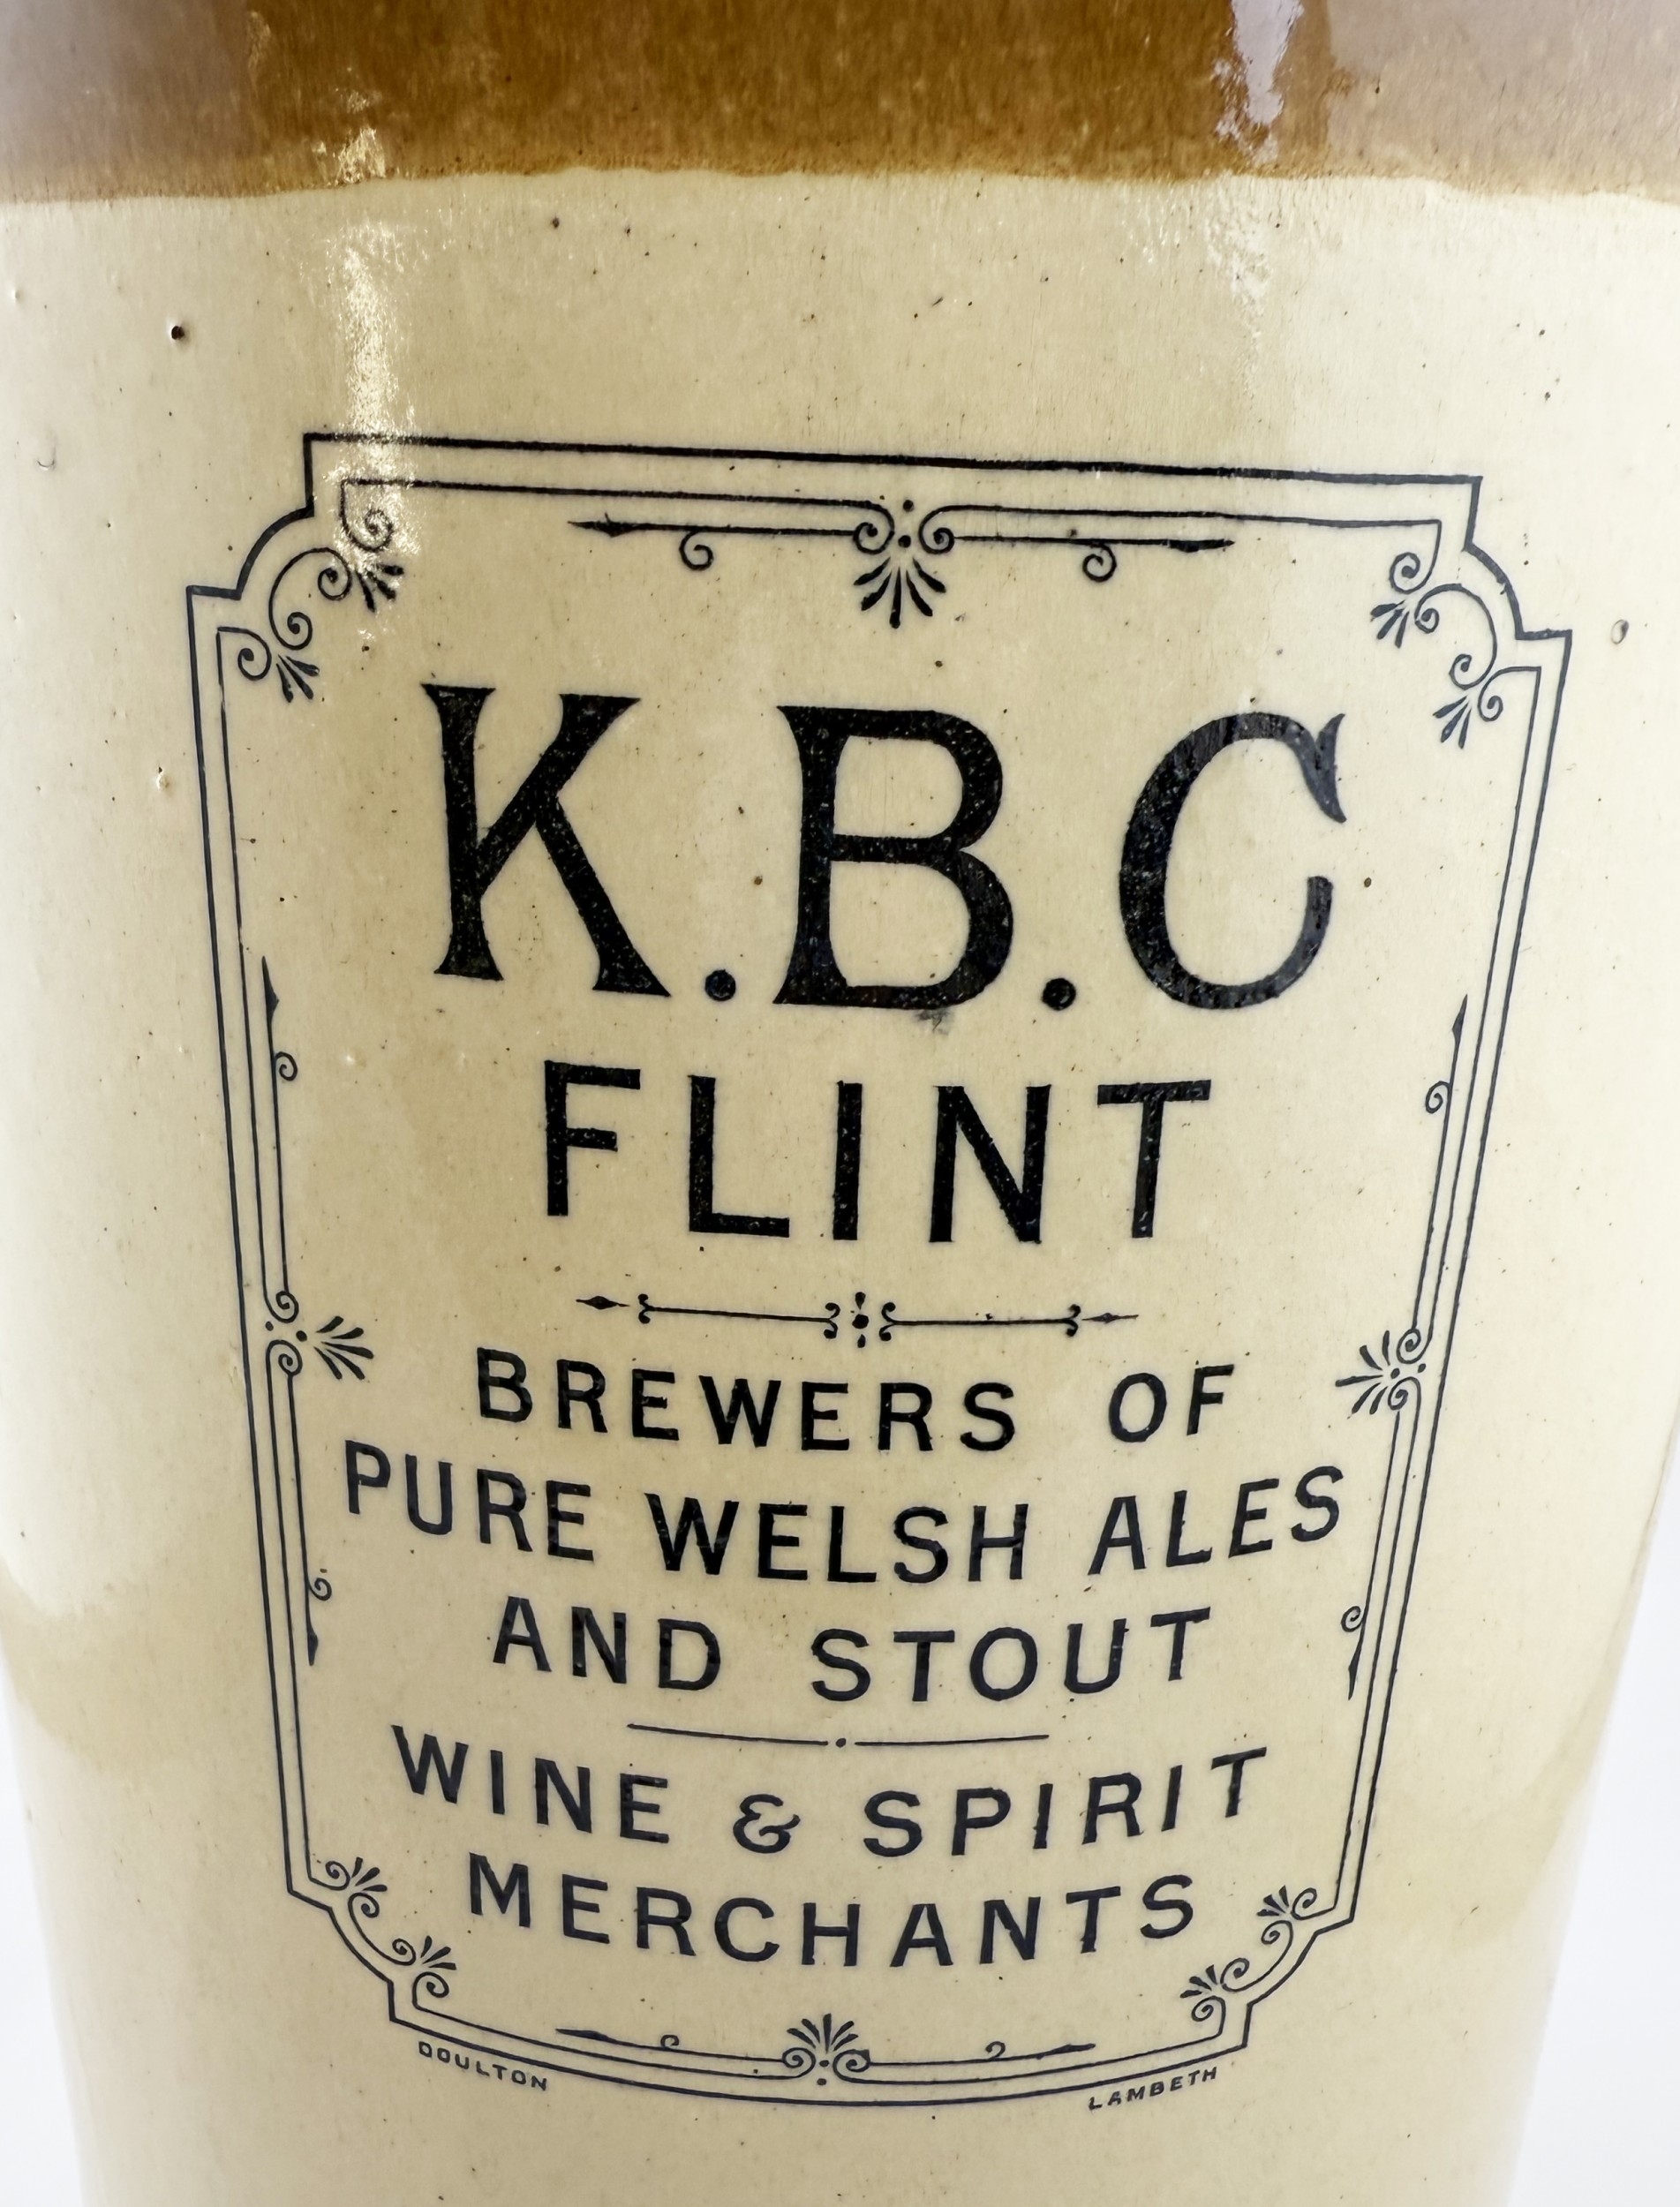 K.B.C
FLINT
BREWERS OF
PURE WELSH ALES
AND STOUT
WINE & SPIRIT
MERCHANTS
DOULTON
LAMBETH